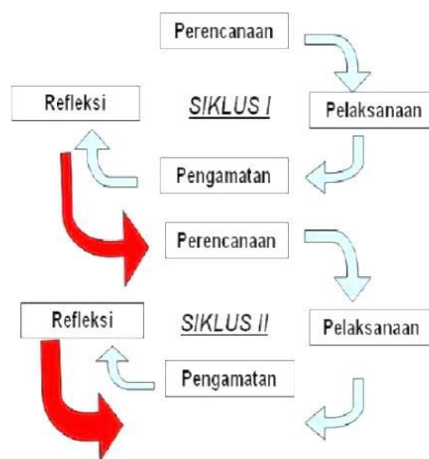 Perencanaan
Refleksi
SIKLUS I
Pelaksanaan
Pengamatan
Perencanaan
Refleksi
SIKLUS II
Pelaksanaan
Pengamatan